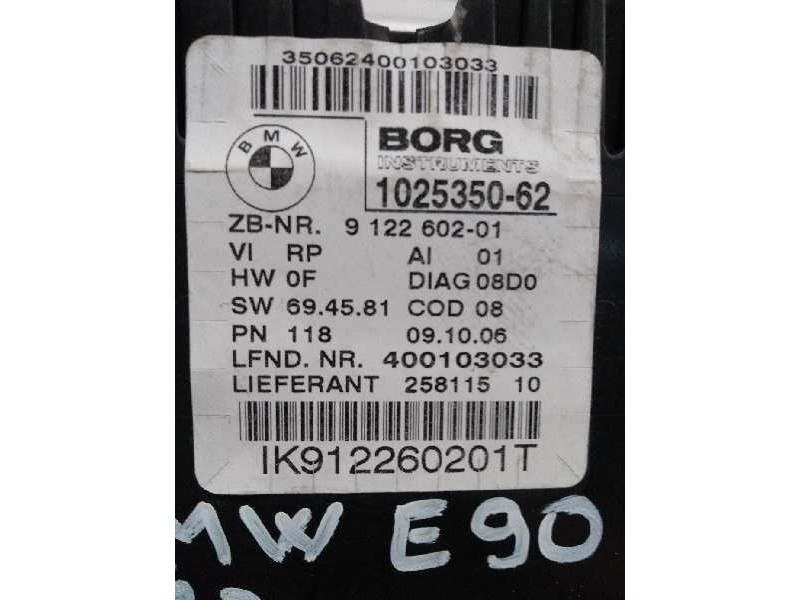 35062400103033
BMW
BORG
INSTRUMENTS
1025350-62
ZB-NR. 9 122 602-01
VI RP AI 01
HW 0F DIAG 08D0
SW 69.45.81 COD 08
PN 118 09.10.06
LFND. NR. 400103033
LIEFERANT 258115 10
IK912260201T
MW E90